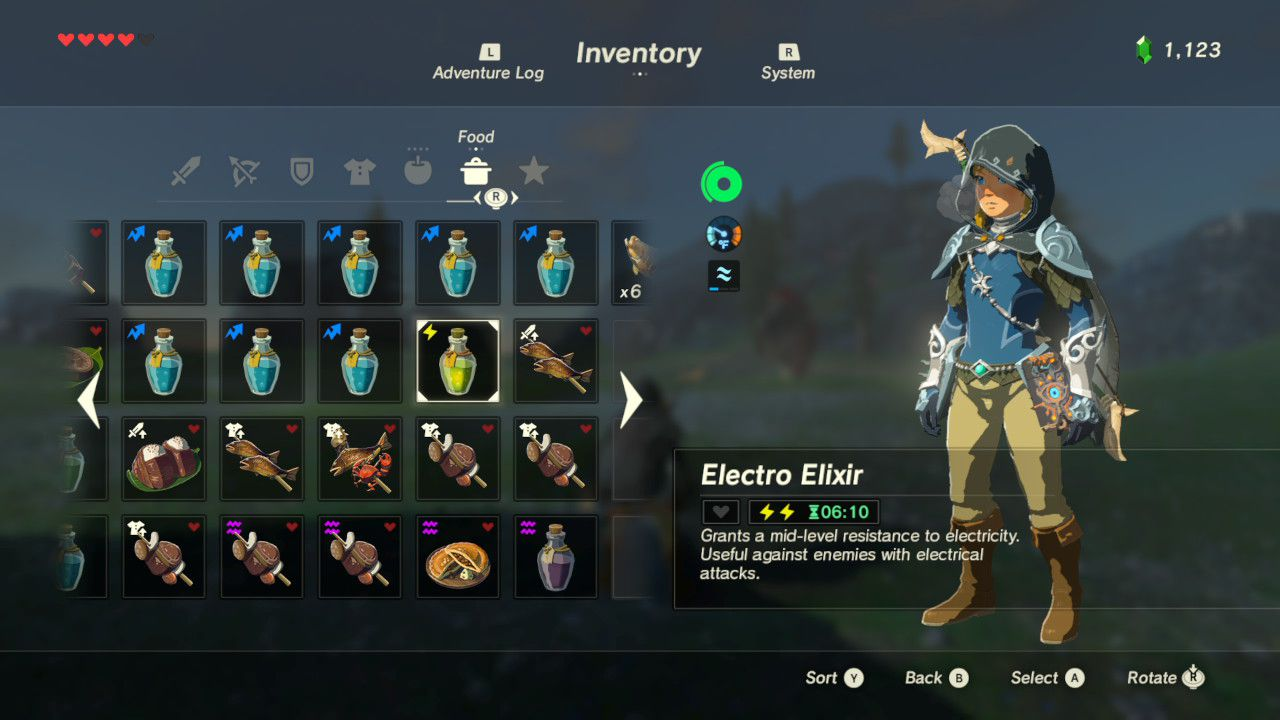 L
Adventure Log
Inventory
R
System
1,123
Food
R
°F
x6
Electro Elixir
06:10
Grants a mid-level resistance to electricity.
Useful against enemies with electrical
attacks.
Sort Y
Back B
Select A
Rotate R